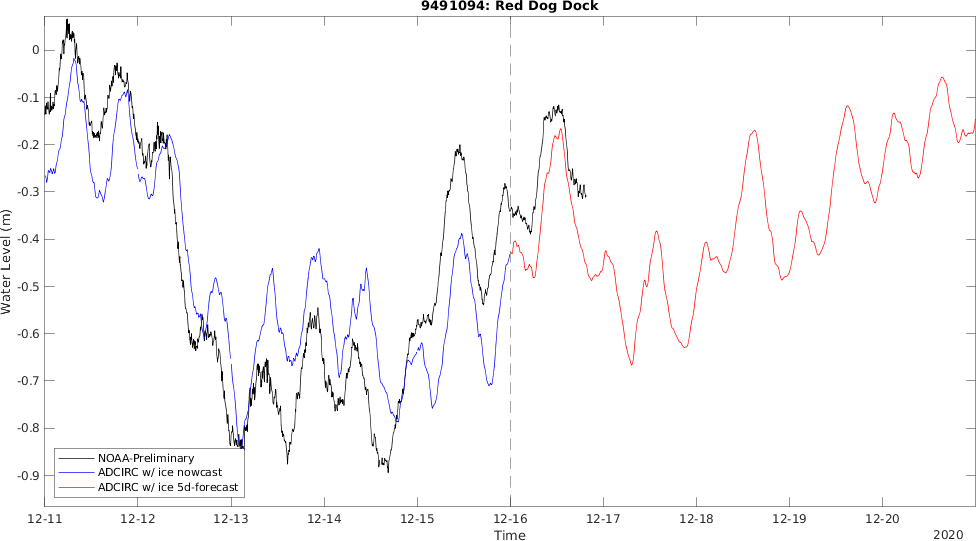 9491094: Red Dog Dock
0
-0.1
-0.2
-0.3
-0.4
-0.5
-0.6
-0.7
-0.8
-0.9
Water Level (m)
NOAA-Preliminary
ADCIRC w/ ice nowcast
ADCIRC w/ ice 5d-forecast
12-11 12-12 12-13 12-14 12-15 12-16 12-17 12-18 12-19 12-20
Time
2020